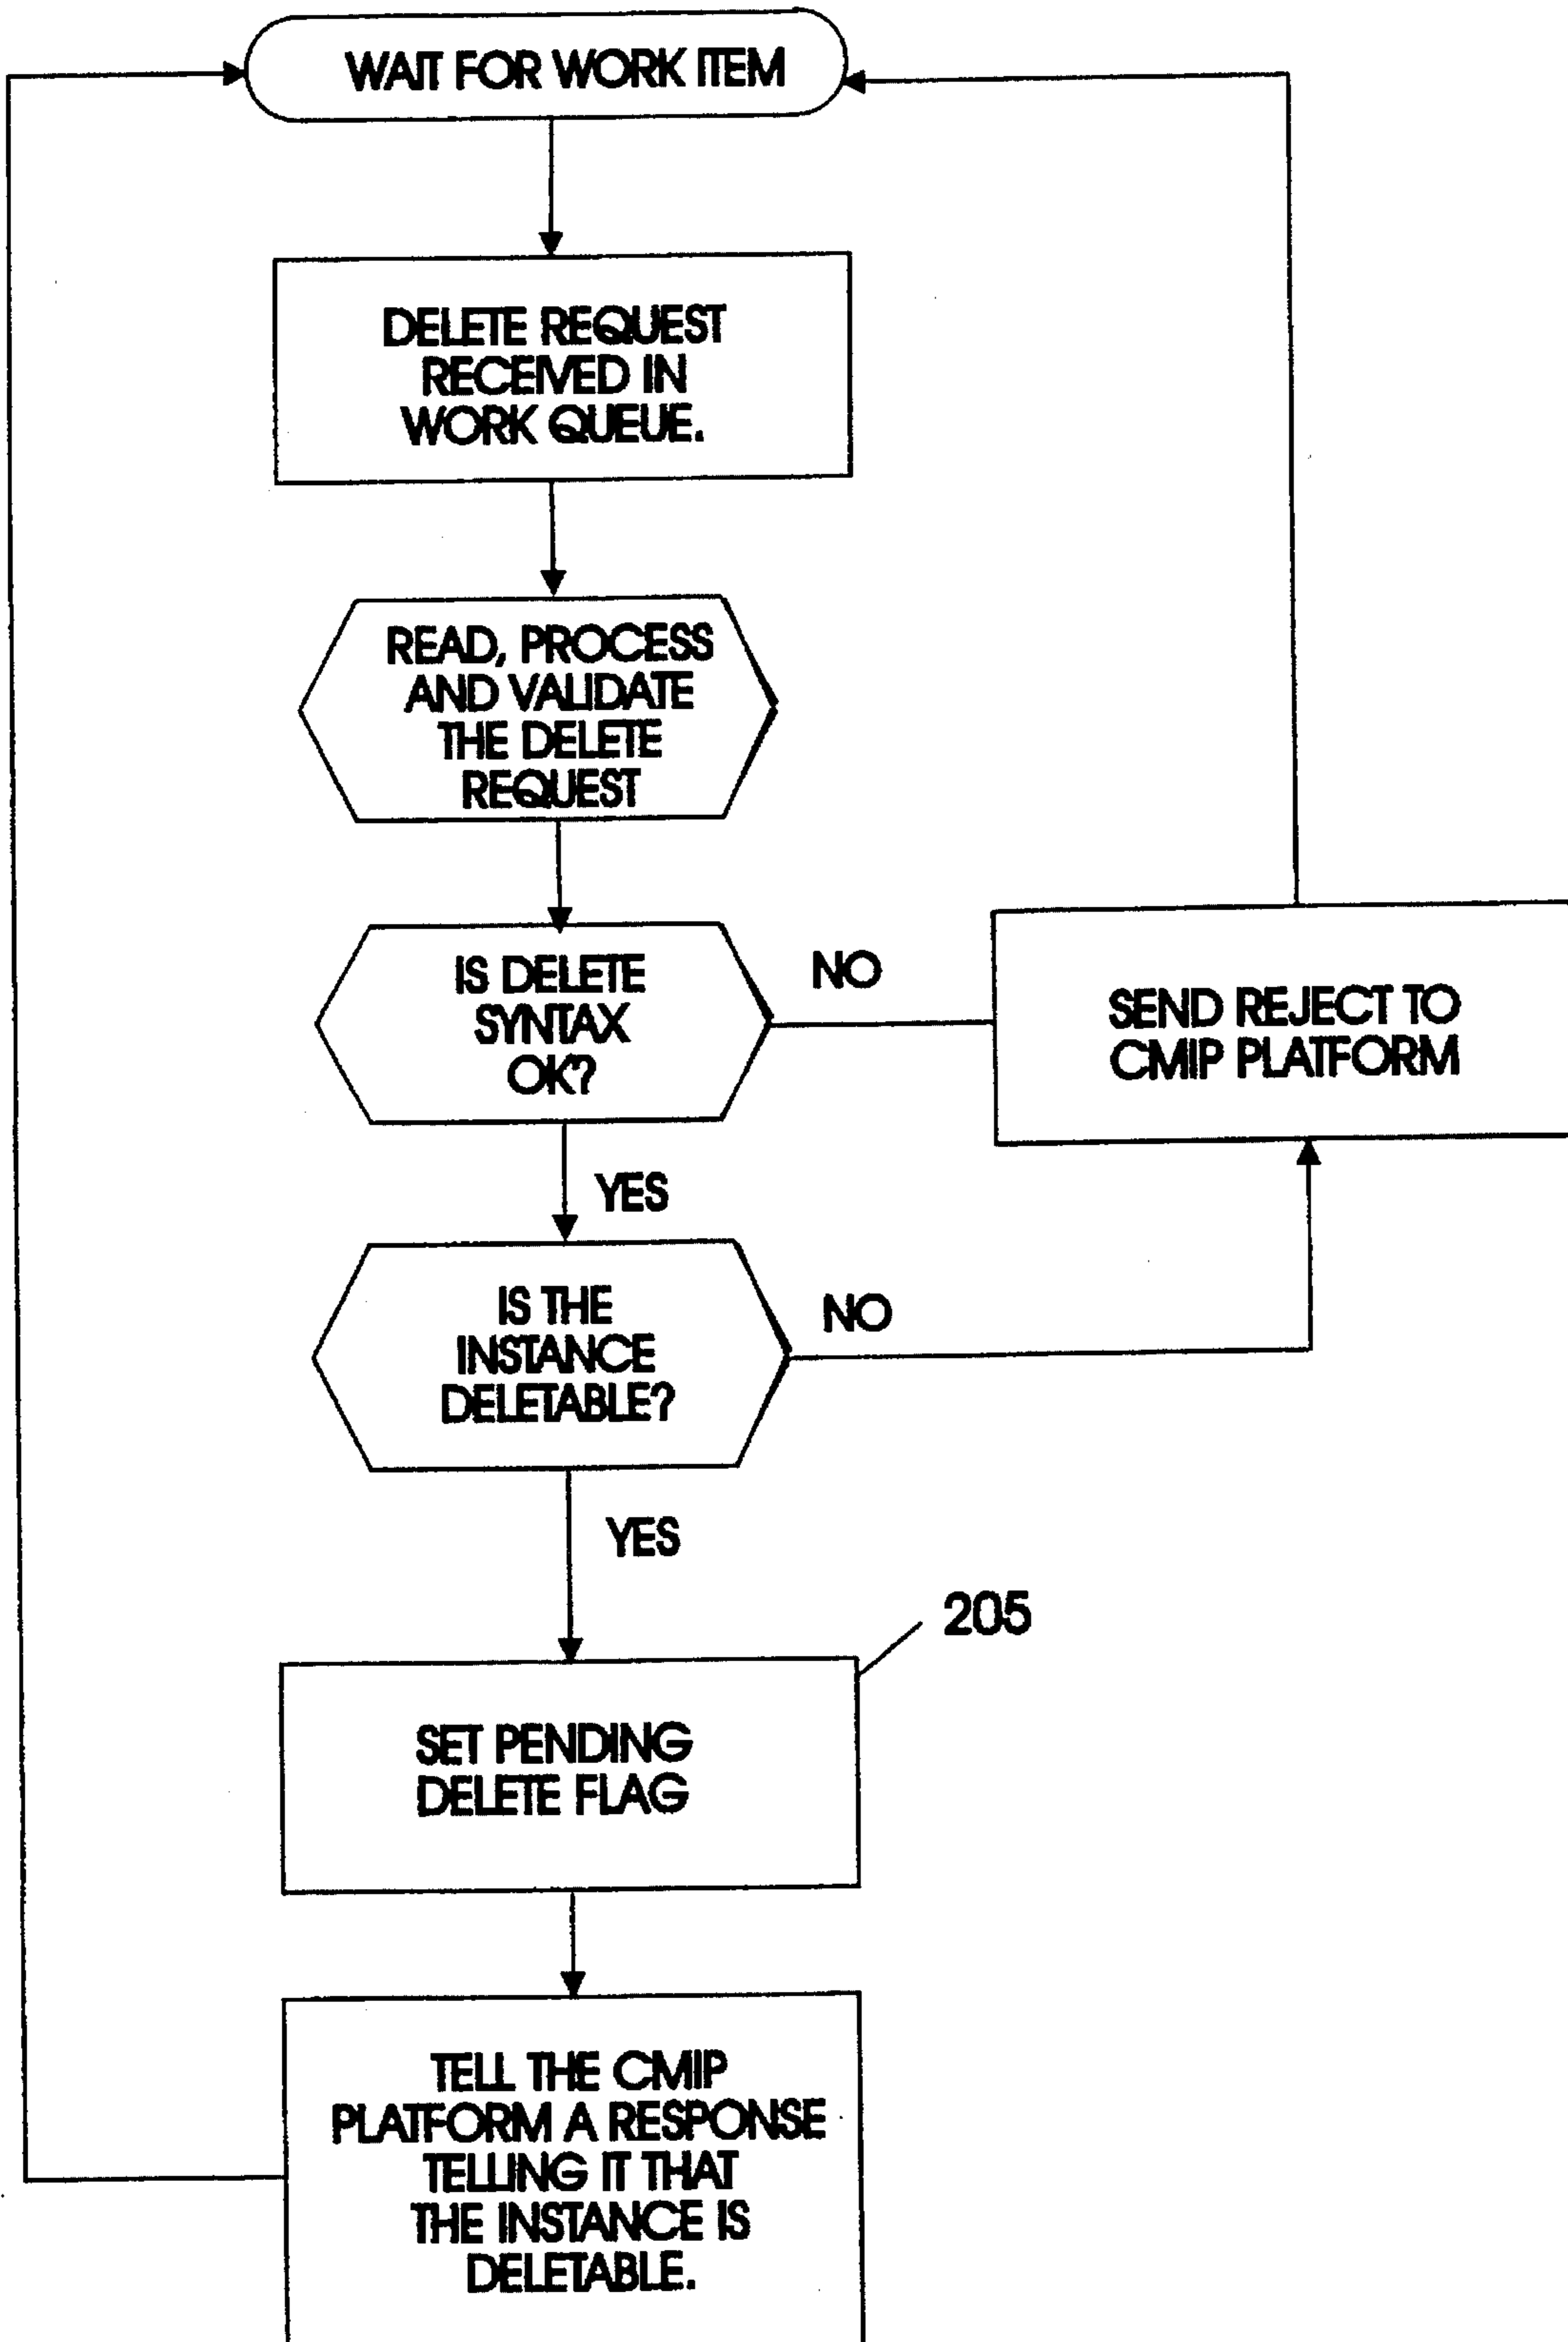 WAIT FOR WORK ITEM
DELETE REQUEST
RECEIVED IN
WORK QUEUE.
READ, PROCESS
AND VALIDATE
THE DELETE
REQUEST
IS DELETE
SYNTAX
OK?
NO
SEND REJECT TO
CMIP PLATFORM
YES
IS THE
INSTANCE
DELETABLE?
NO
YES
205
SET PENDING
DELETE FLAG
TELL THE CMIP
PLATFORM A RESPONSE
TELLING IT THAT
THE INSTANCE IS
DELETABLE.